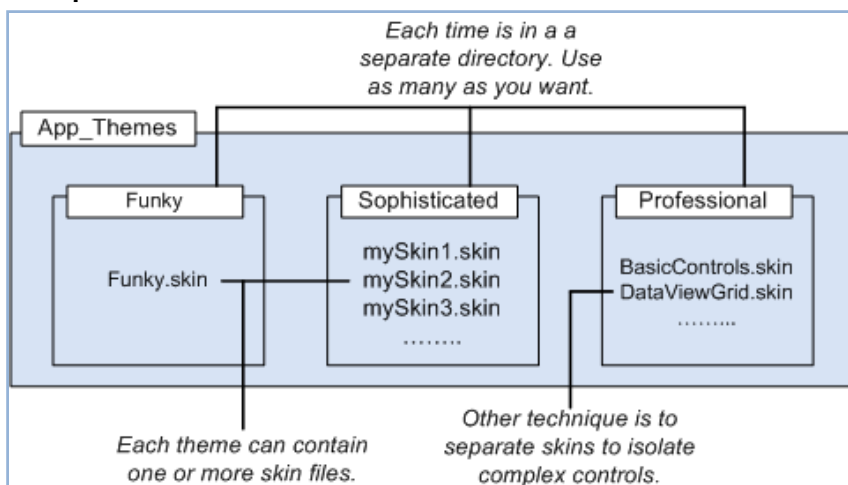 Each time is in a a
separate directory. Use
as many as you want.
App_Themes
Funky
Sophisticated
Professional
Funky.skin
mySkin1.skin
mySkin2.skin
mySkin3.skin
........
BasicControls.skin
DataViewGrid.skin
.........
Each theme can contain
one or more skin files.
Other technique is to
separate skins to isolate
complex controls.